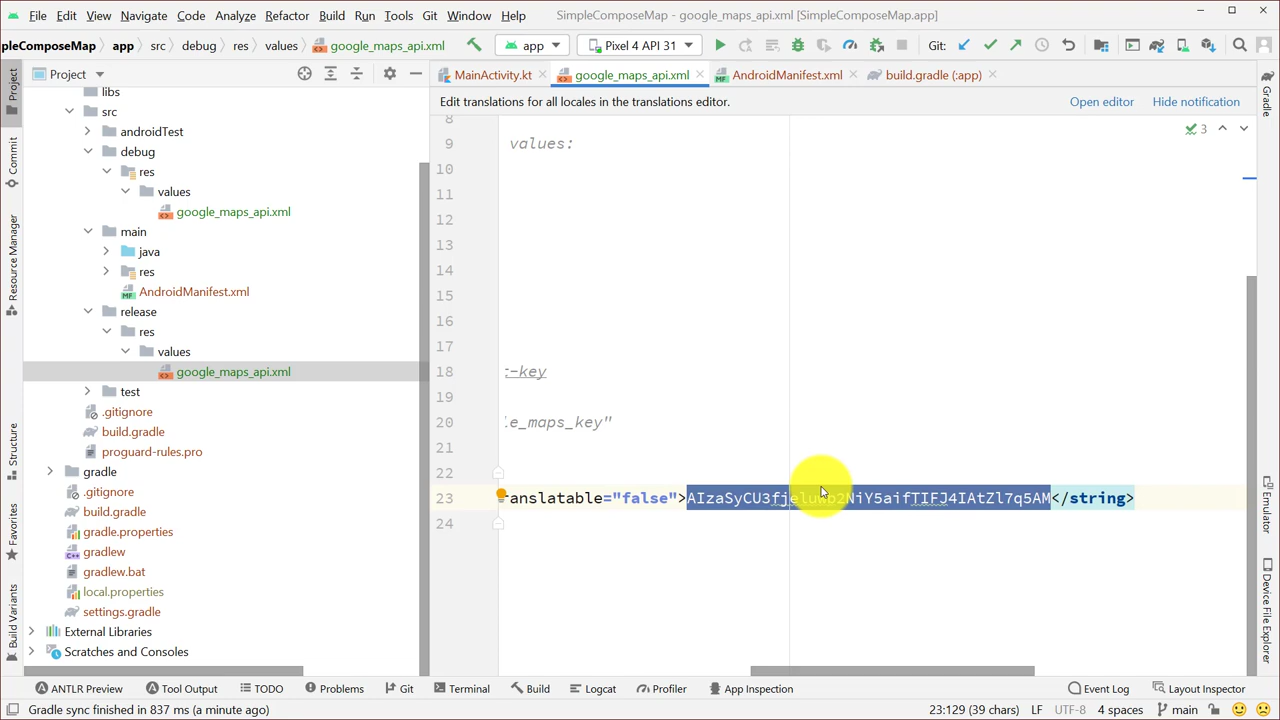 File Edit View Navigate Code Analyze Refactor Build Run Tools Git Window Help SimpleComposeMap - google_maps_api.xml [SimpleComposeMap.app]
pleComposeMap app src debug res values google_maps_api.xml app Pixel 4 API 31 Git:
Project MainActivity.kt google_maps_api.xml AndroidManifest.xml build.gradle (:app)
Edit translations for all locales in the translations editor. Open editor Hide notification
libs
src
androidTest
debug
res
values
google_maps_api.xml
main
java
res
AndroidManifest.xml
release
res
values
google_maps_api.xml
test
.gitignore
build.gradle
proguard-rules.pro
gradle
.gitignore
build.gradle
gradle.properties
gradlew
gradlew.bat
local.properties
settings.gradle
External Libraries
Scratches and Consoles
8
9 values:
10
11
12
13
14
15
16
17
18 t-key
19
20 le_maps_key"
21
22
23 anslatable="false"> </string>
24
3
Project
Commit
Resource Manager
Structure
Favorites
Build Variants
Gradle
Emulator
Device File Explorer
ANTLR Preview Tool Output TODO Problems Git Terminal Build Logcat Profiler App Inspection Event Log Layout Inspector
Gradle sync finished in 837 ms (a minute ago) 23:129 (39 chars) LF UTF-8 4 spaces main